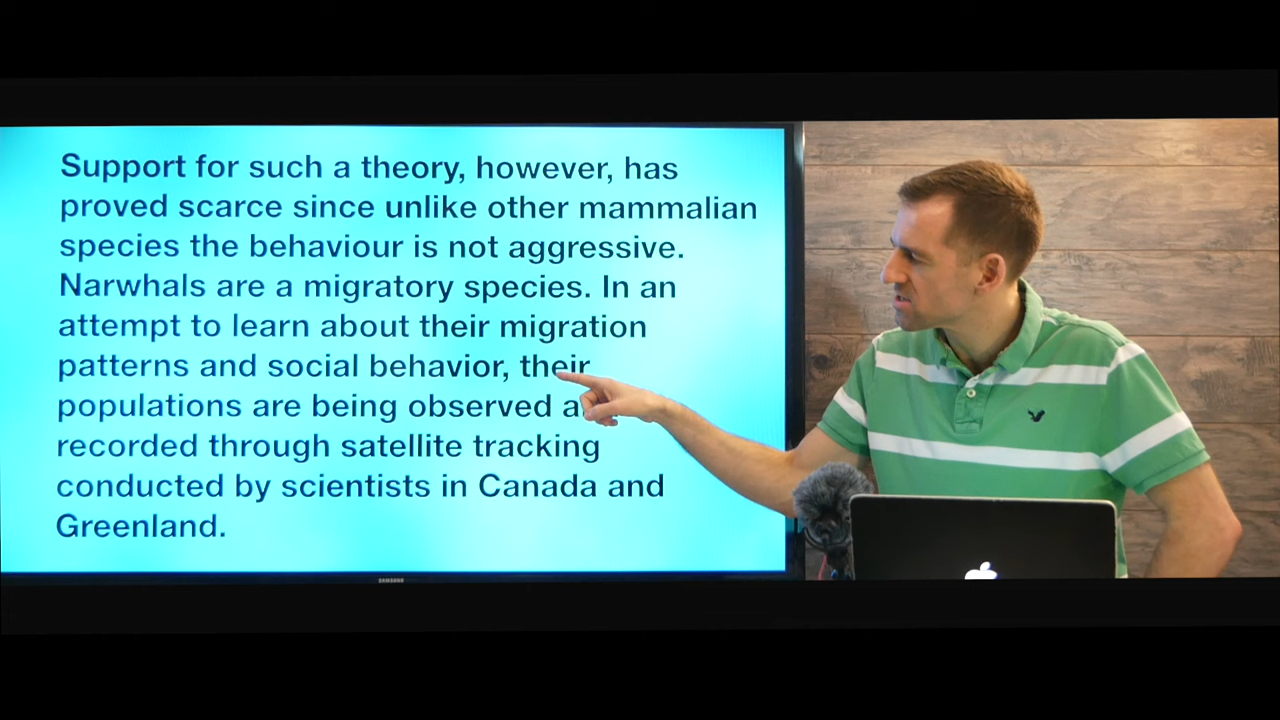 Support for such a theory, however, has
proved scarce since unlike other mammalian
species the behaviour is not aggressive.
Narwhals are a migratory species. In an
attempt to learn about their migration
patterns and social behavior, their
populations are being observed
recorded through satellite tracking
conducted by scientists in Canada and
Greenland.
SAMSUNG